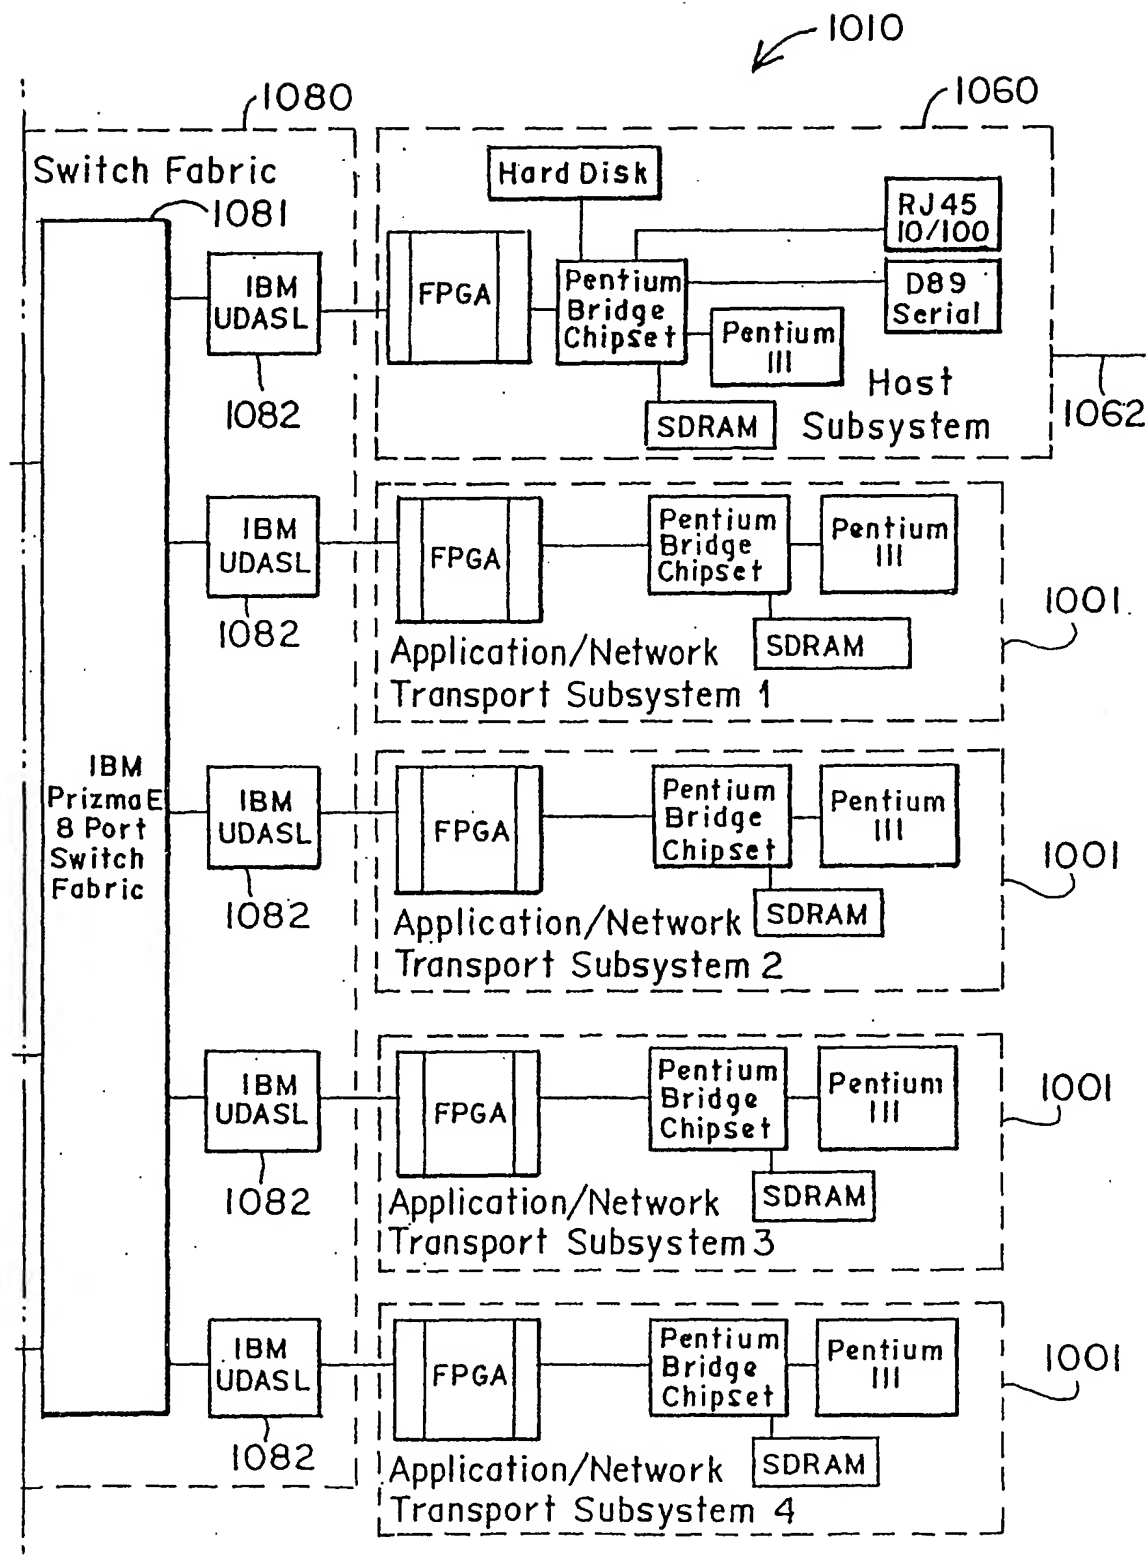 1010
1080
1060
Switch Fabric
1081
Hard Disk
RJ45
10/100
IBM
UDASL
FPGA
Pentium
Bridge
Chipset
D89
Serial
Pentium
III
1082
SDRAM
Host
Subsystem
1062
IBM
UDASL
FPGA
Pentium
Bridge
Chipset
Pentium
III
1001
1082
SDRAM
Application/Network
Transport Subsystem 1
IBM
PrizmaE
8 Port
Switch
Fabric
IBM
UDASL
FPGA
Pentium
Bridge
Chipset
Pentium
III
1001
1082
SDRAM
Application/Network
Transport Subsystem 2
IBM
UDASL
FPGA
Pentium
Bridge
Chipset
Pentium
III
1001
1082
SDRAM
Application/Network
Transport Subsystem 3
IBM
UDASL
FPGA
Pentium
Bridge
Chipset
Pentium
III
1001
1082
SDRAM
Application/Network
Transport Subsystem 4